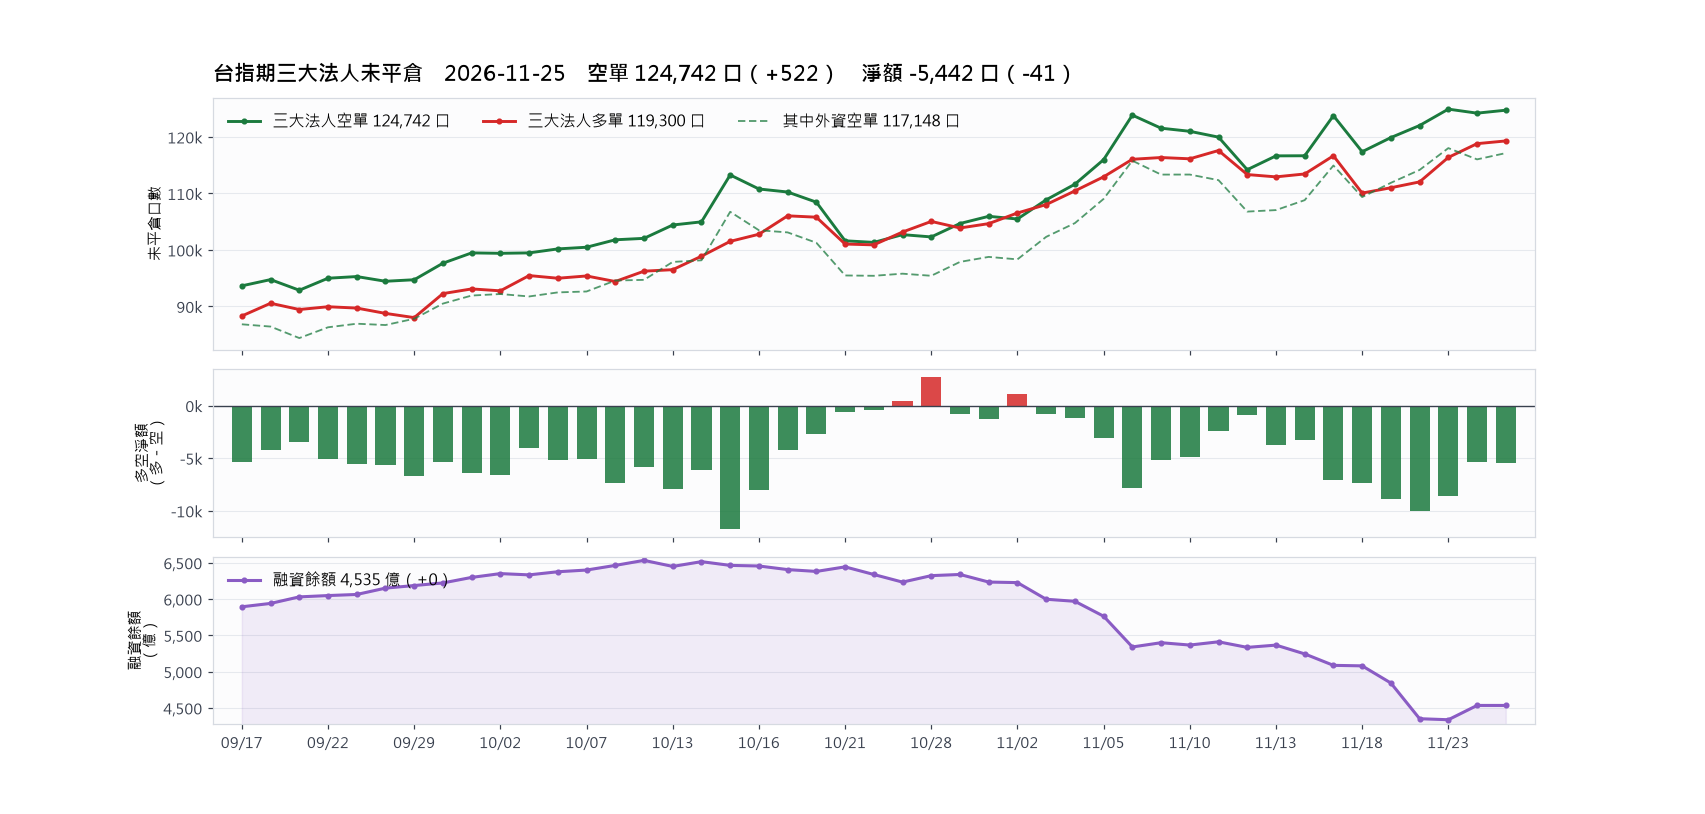 台指期三大法人未平倉 2026-11-25 空單 124,742 口（+522） 淨額 -5,442 口（-41）
三大法人空單 124,742 口 三大法人多單 119,300 口 其中外資空單 117,148 口
未平倉口數
120k
110k
100k
90k
多空淨額
（多 - 空）
0k
-5k
-10k
融資餘額 4,535 億（+0）
融資餘額
（億）
6,500
6,000
5,500
5,000
4,500
09/17 09/22 09/29 10/02 10/07 10/13 10/16 10/21 10/28 11/02 11/05 11/10 11/13 11/18 11/23